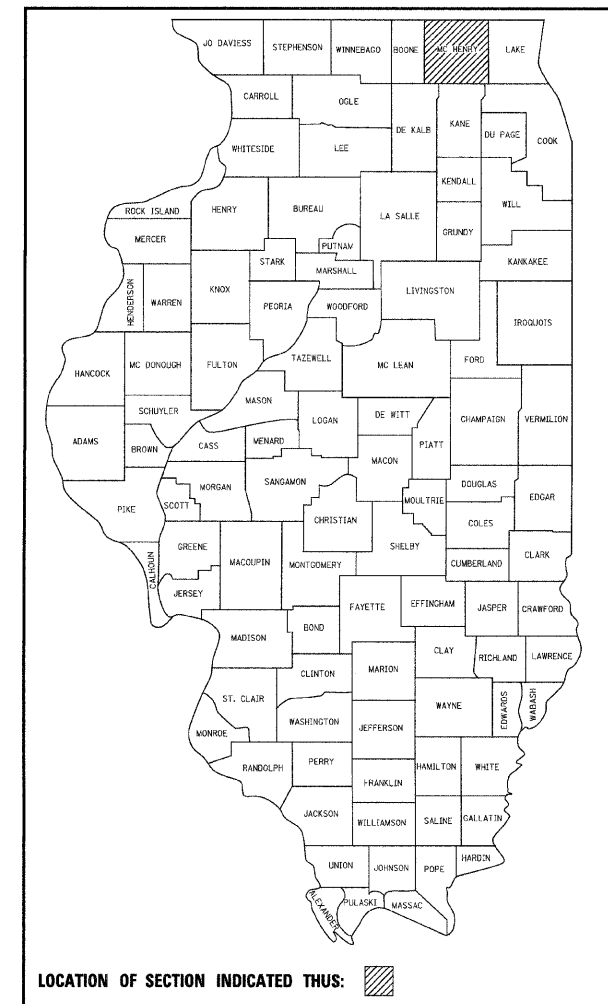 JO DAVIESS STEPHENSON WINNEBAGO BOONE MC HENRY LAKE
CARROLL OGLE DE KALB KANE DU PAGE COOK
WHITESIDE LEE
KENDALL WILL
ROCK ISLAND HENRY BUREAU LA SALLE GRUNDY
MERCER PUTNAM KANKAKEE
STARK MARSHALL
HENDERSON WARREN KNOX PEORIA WOODFORD LIVINGSTON IROQUOIS
HANCOCK MC DONOUGH FULTON TAZEWELL MC LEAN FORD
MASON
SCHUYLER LOGAN DE WITT CHAMPAIGN VERMILION
ADAMS BROWN CASS MENARD PIATT
MACON
MORGAN SANGAMON DOUGLAS EDGAR
PIKE SCOTT CHRISTIAN MOULTRIE COLES
GREENE SHELBY
CALHOUN MACOUPIN MONTGOMERY CUMBERLAND CLARK
JERSEY FAYETTE EFFINGHAM JASPER CRAWFORD
MADISON BOND
CLAY RICHLAND LAWRENCE
CLINTON MARION
ST. CLAIR WAYNE EDWARDS WABASH
WASHINGTON JEFFERSON
MONROE
RANDOLPH PERRY HAMILTON WHITE
FRANKLIN
JACKSON WILLIAMSON SALINE GALLATIN
UNION JOHNSON POPE HARDIN
ALEXANDER PULASKI MASSAC
LOCATION OF SECTION INDICATED THUS: